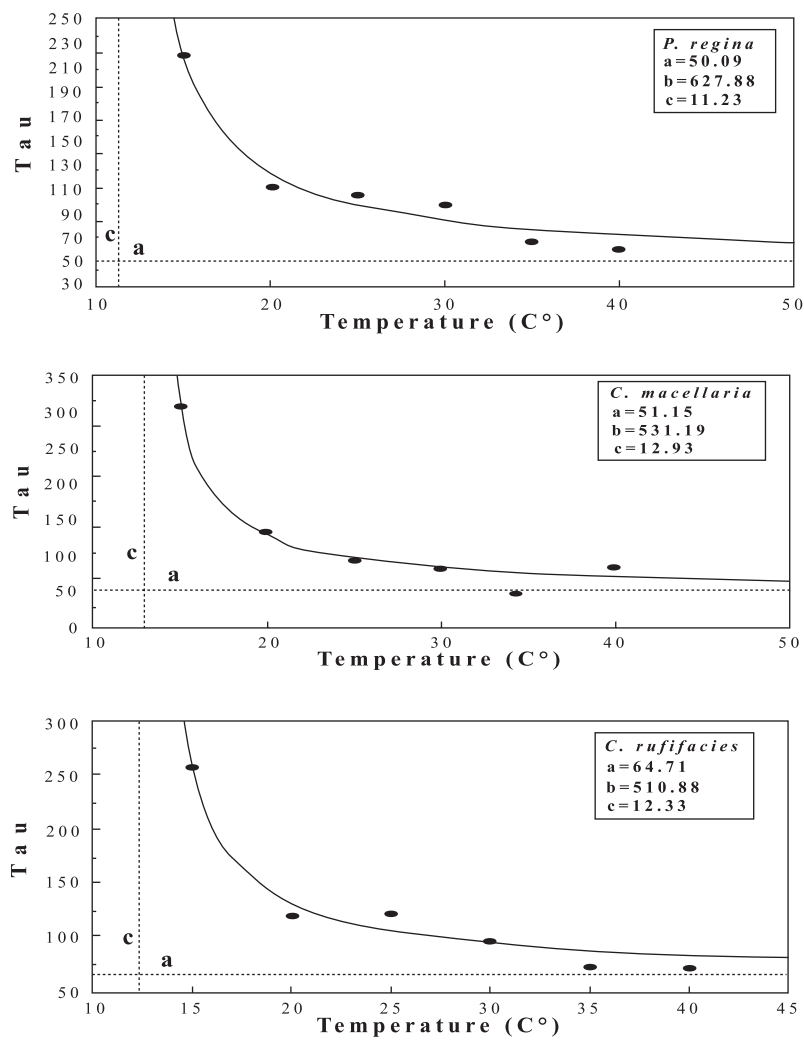 250
230
210
190
170
150
130
110
90
70
50
30
Tau
P. regina
a=50.09
b=627.88
c=11.23
c
a
10 20 30 40 50
Temperature (C°)
350
300
250
200
150
100
50
0
Tau
C. macellaria
a=51.15
b=531.19
c=12.93
c
a
10 20 30 40 50
Temperature (C°)
300
250
200
150
100
50
Tau
C. rufifacies
a=64.71
b=510.88
c=12.33
c
a
10 15 20 25 30 35 40 45
Temperature (C°)